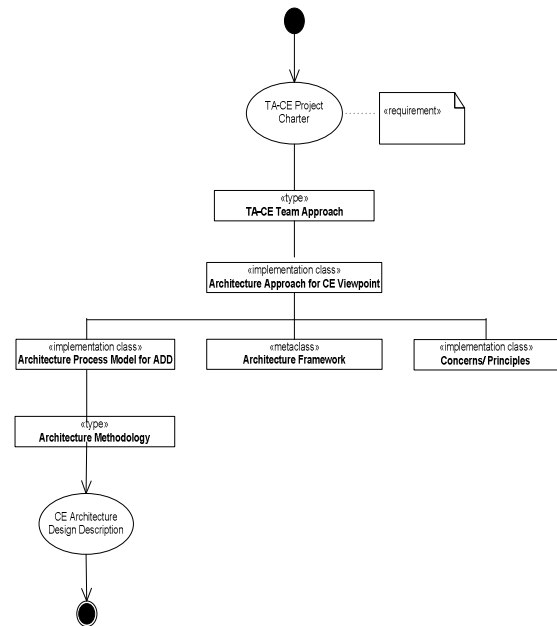 TA-CE Project
Charter
«requirement»
«type»
TA-CE Team Approach
«implementation class»
Architecture Approach for CE Viewpoint
«implementation class»
Architecture Process Model for ADD
«metaclass»
Architecture Framework
«implementation class»
Concerns/ Principles
«type»
Architecture Methodology
CE Architecture
Design Description